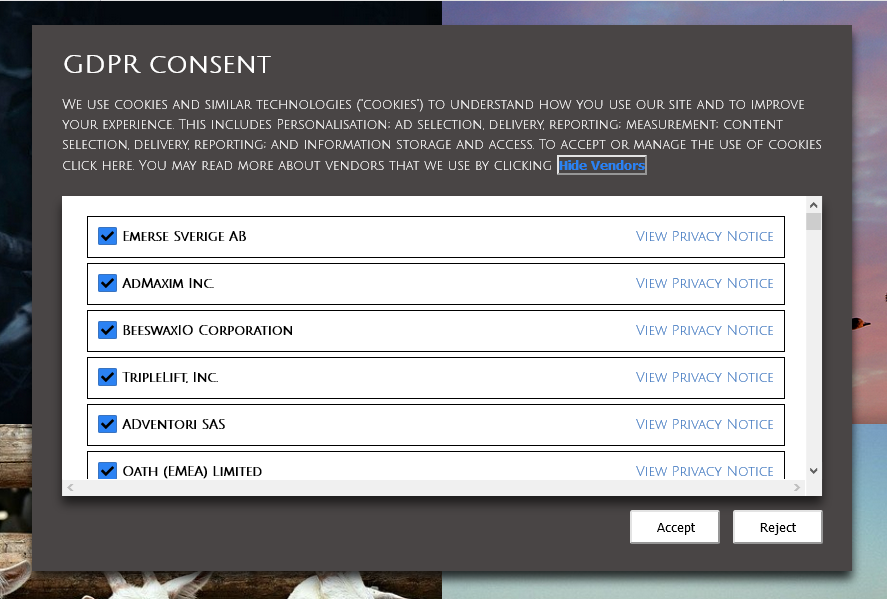 GDPR consent
We use cookies and similar technologies ("cookies") to understand how you use our site and to improve
your experience. This includes Personalisation; ad selection, delivery, reporting; measurement; content
selection, delivery, reporting; and information storage and access. To accept or manage the use of cookies
click here. You may read more about vendors that we use by clicking Hide Vendors
Emerse Sverige AB View Privacy Notice
AdMaxim Inc. View Privacy Notice
BeeswaxIO Corporation View Privacy Notice
TripleLift, Inc. View Privacy Notice
ADventori SAS View Privacy Notice
Oath (EMEA) Limited View Privacy Notice
Accept Reject